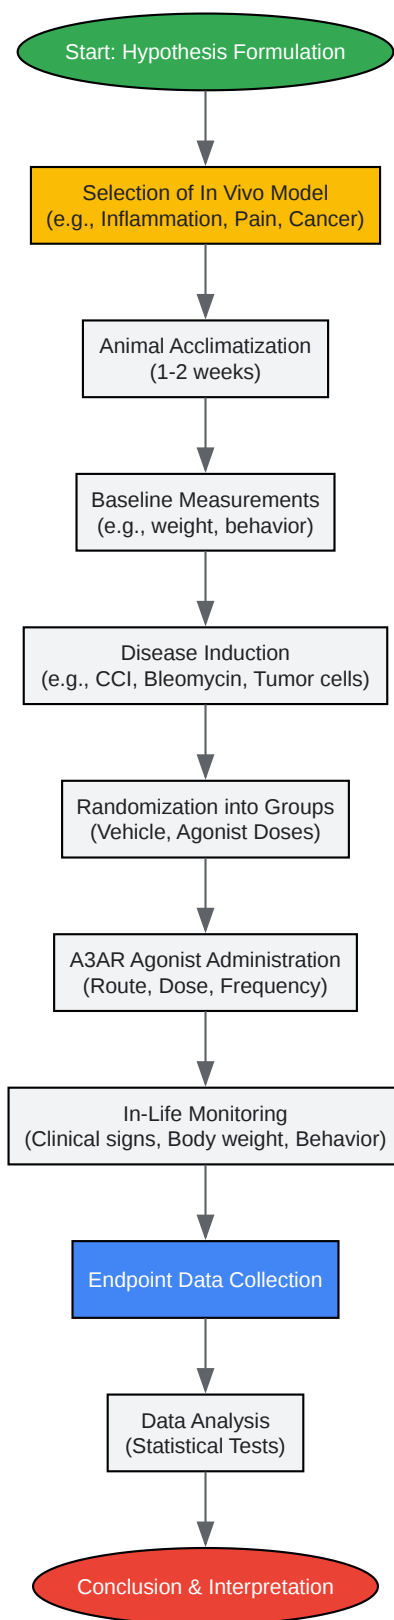 Start: Hypothesis Formulation
Selection of In Vivo Model
(e.g., Inflammation, Pain, Cancer)
Animal Acclimatization
(1-2 weeks)
Baseline Measurements
(e.g., weight, behavior)
Disease Induction
(e.g., CCI, Bleomycin, Tumor cells)
Randomization into Groups
(Vehicle, Agonist Doses)
A3AR Agonist Administration
(Route, Dose, Frequency)
In-Life Monitoring
(Clinical signs, Body weight, Behavior)
Endpoint Data Collection
Data Analysis
(Statistical Tests)
Conclusion & Interpretation